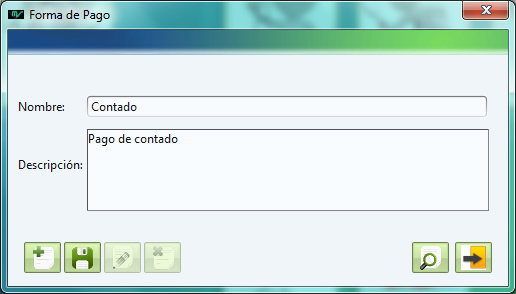 Forma de Pago
Nombre: Contado
Descripción: Pago de contado